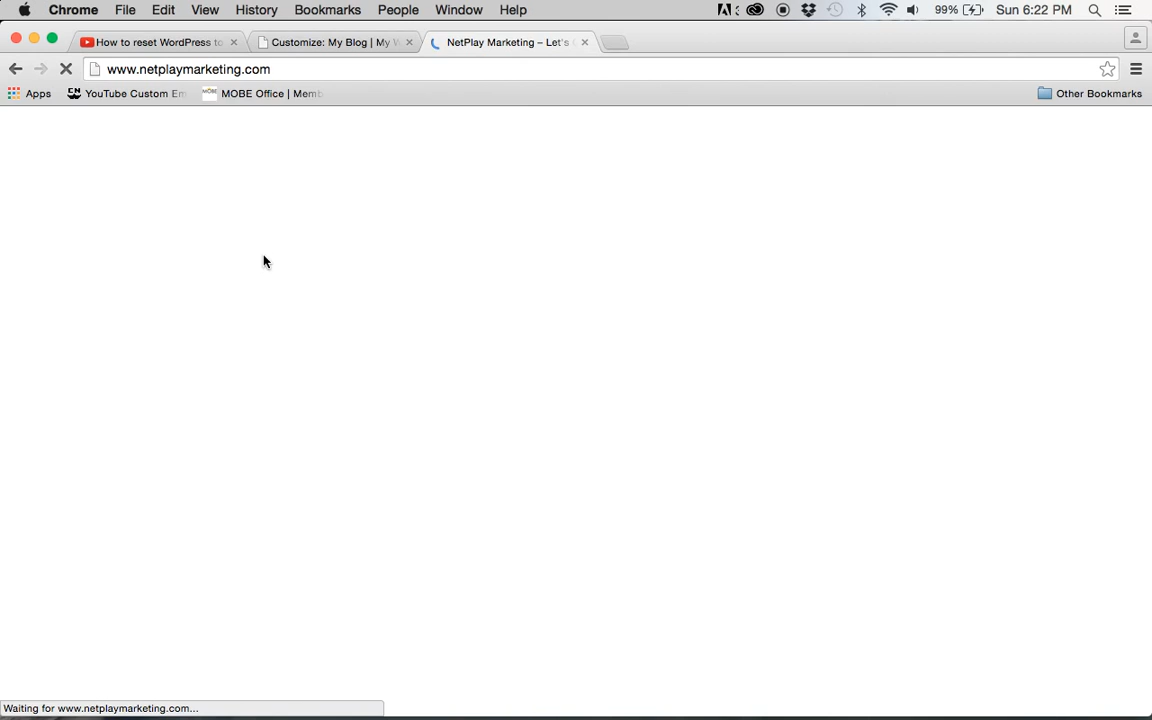 Chrome File Edit View History Bookmarks People Window Help 99% Sun 6:22 PM
How to reset WordPress to Customize: My Blog | My W NetPlay Marketing – Let's
www.netplaymarketing.com
Apps YouTube Custom Em MOBE Office | Memb Other Bookmarks
Waiting for www.netplaymarketing.com...